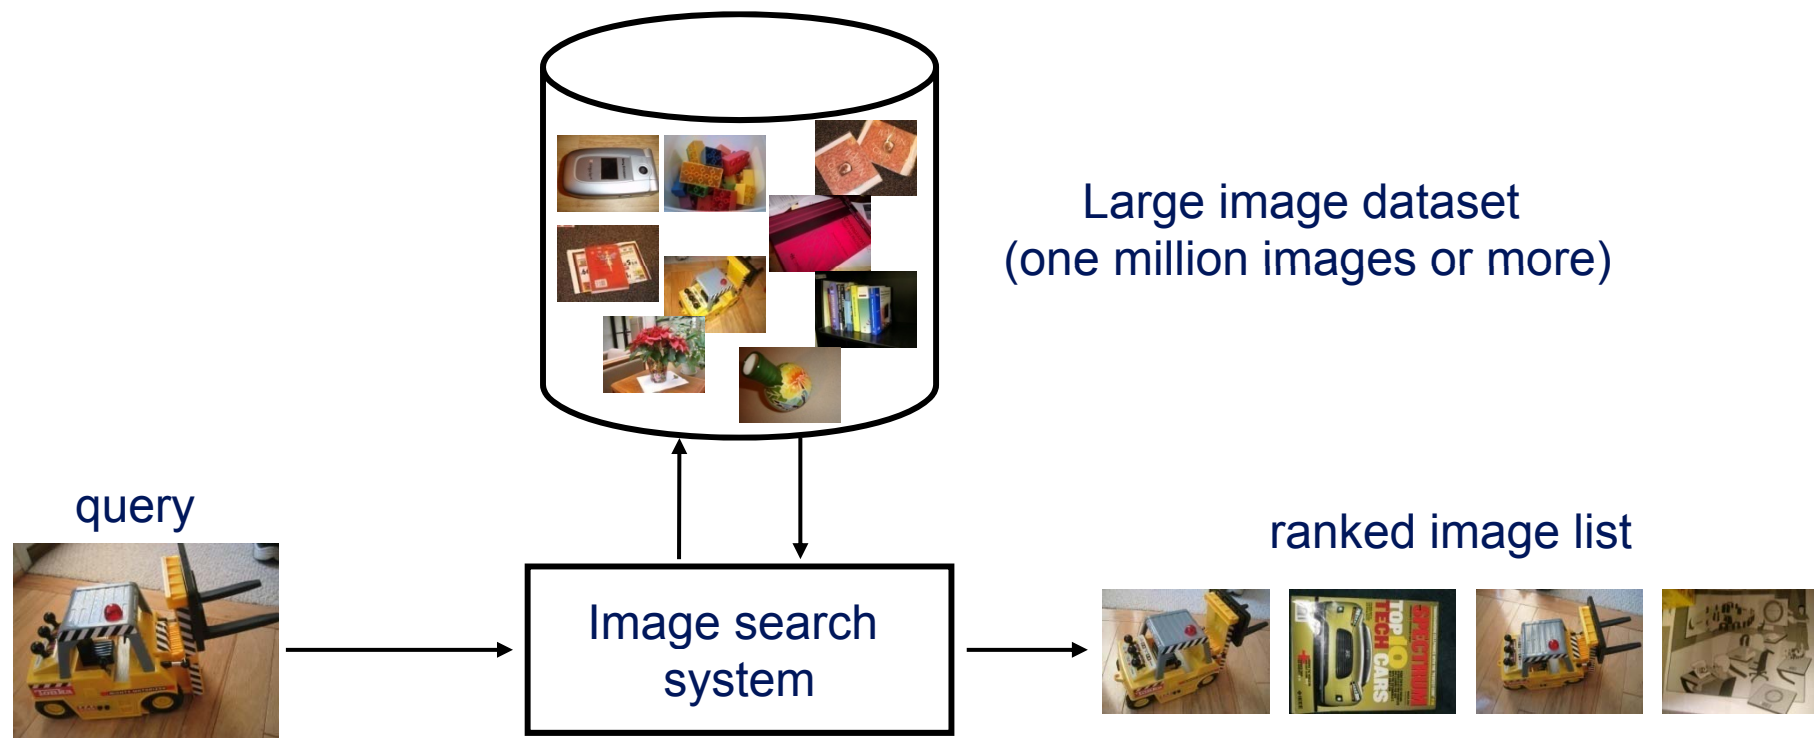 Large image dataset
(one million images or more)
query
ranked image list
Image search
system
Tonka
SPECTRUM
TOP 10
TECH CARS